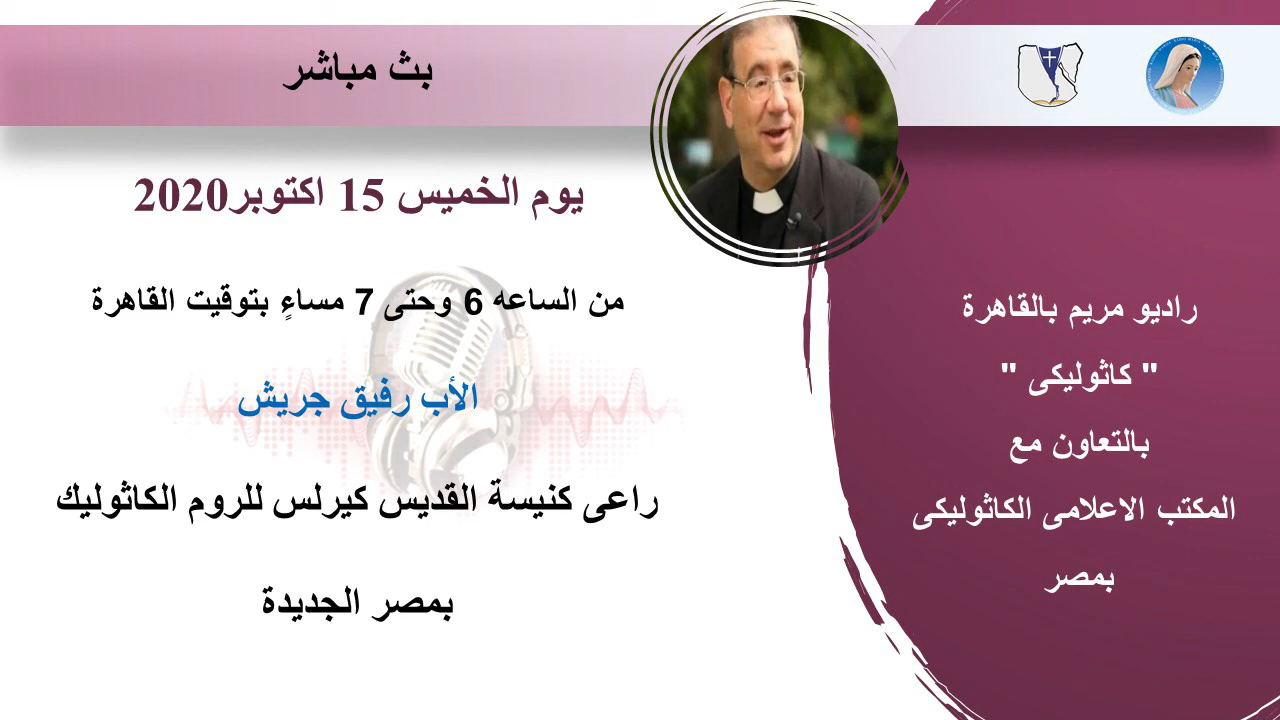 بث مباشر
يوم الخميس 15 اكتوبر2020
من الساعه 6 وحتى 7 مساءٍ بتوقيت القاهرة
الأب رفيق جريش
راعى كنيسة القديس كيرلس للروم الكاثوليك
بمصر الجديدة
راديو مريم بالقاهرة
" كاثوليكى "
بالتعاون مع
المكتب الاعلامى الكاثوليكى
بمصر